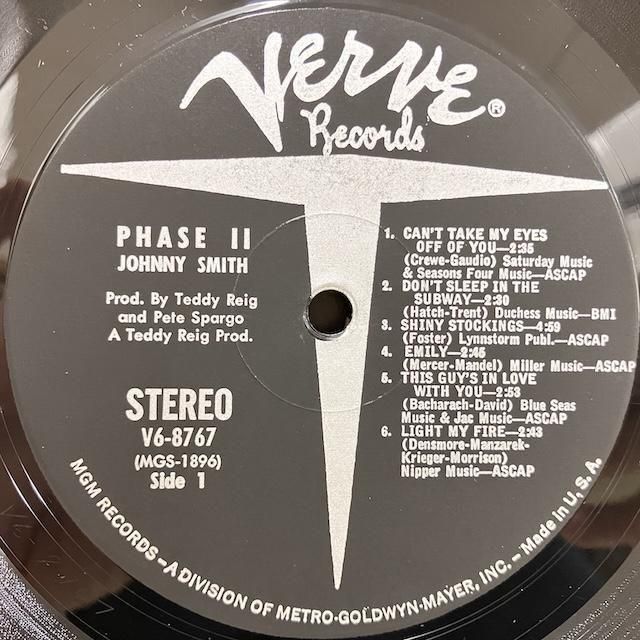 VERVE®
Records
PHASE II
JOHNNY SMITH
Prod. By Teddy Reig
and Pete Spargo
A Teddy Reig Prod.
STEREO
V6-8767
(MGS-1896)
Side 1
1. CAN'T TAKE MY EYES
OFF OF YOU—2:35
(Crewe-Gaudio) Saturday Music
& Seasons Four Music—ASCAP
2. DON'T SLEEP IN THE
SUBWAY—2:30
(Hatch-Trent) Duchess Music—BMI
3. SHINY STOCKINGS—4:59
(Foster) Lynnstorm Publ.—ASCAP
4. EMILY—2:45
(Mercer-Mandel) Miller Music—ASCAP
5. THIS GUY'S IN LOVE
WITH YOU—2:53
(Bacharach-David) Blue Seas
Music & Jac Music—ASCAP
6. LIGHT MY FIRE—2:43
(Densmore-Manzarek-
Krieger-Morrison)
Nipper Music—ASCAP
MGM RECORDS–A DIVISION OF METRO-GOLDWYN-MAYER, INC. – Made in U. S. A.